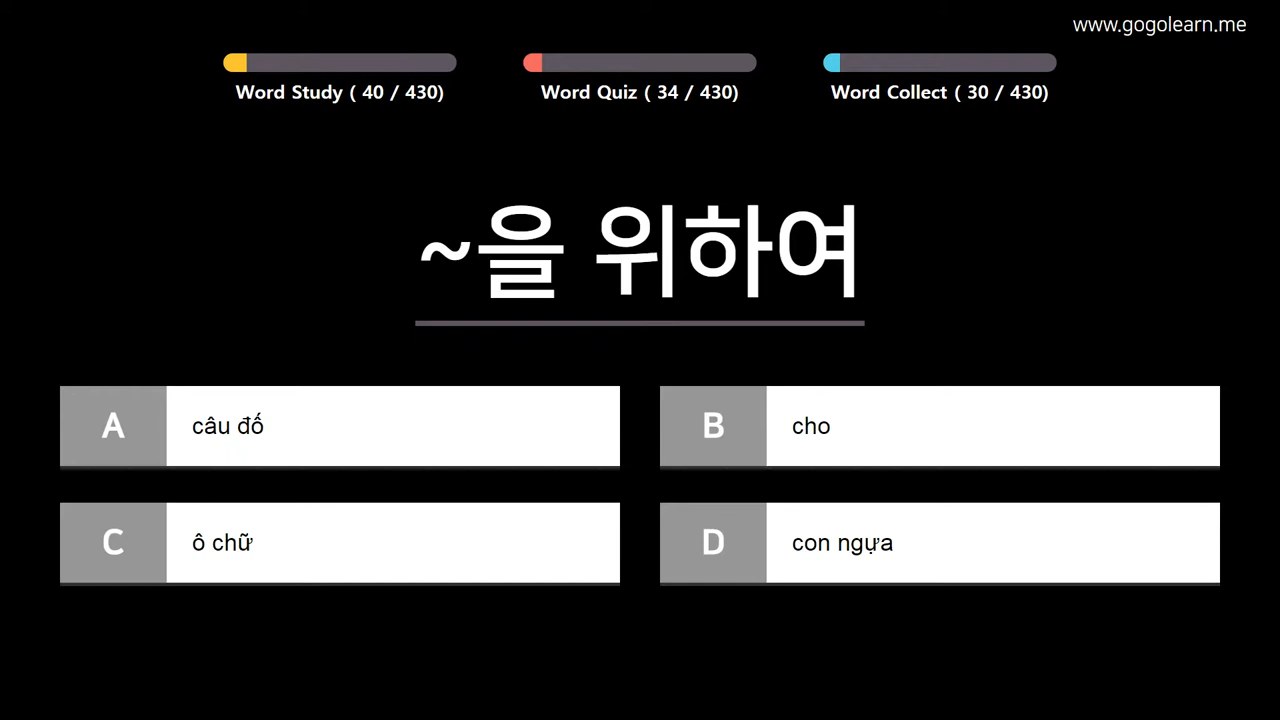 www.gogolearn.me
Word Study ( 40 / 430)
Word Quiz ( 34 / 430)
Word Collect ( 30 / 430)
~을 위하여
A câu đố
B cho
C ô chữ
D con ngựa